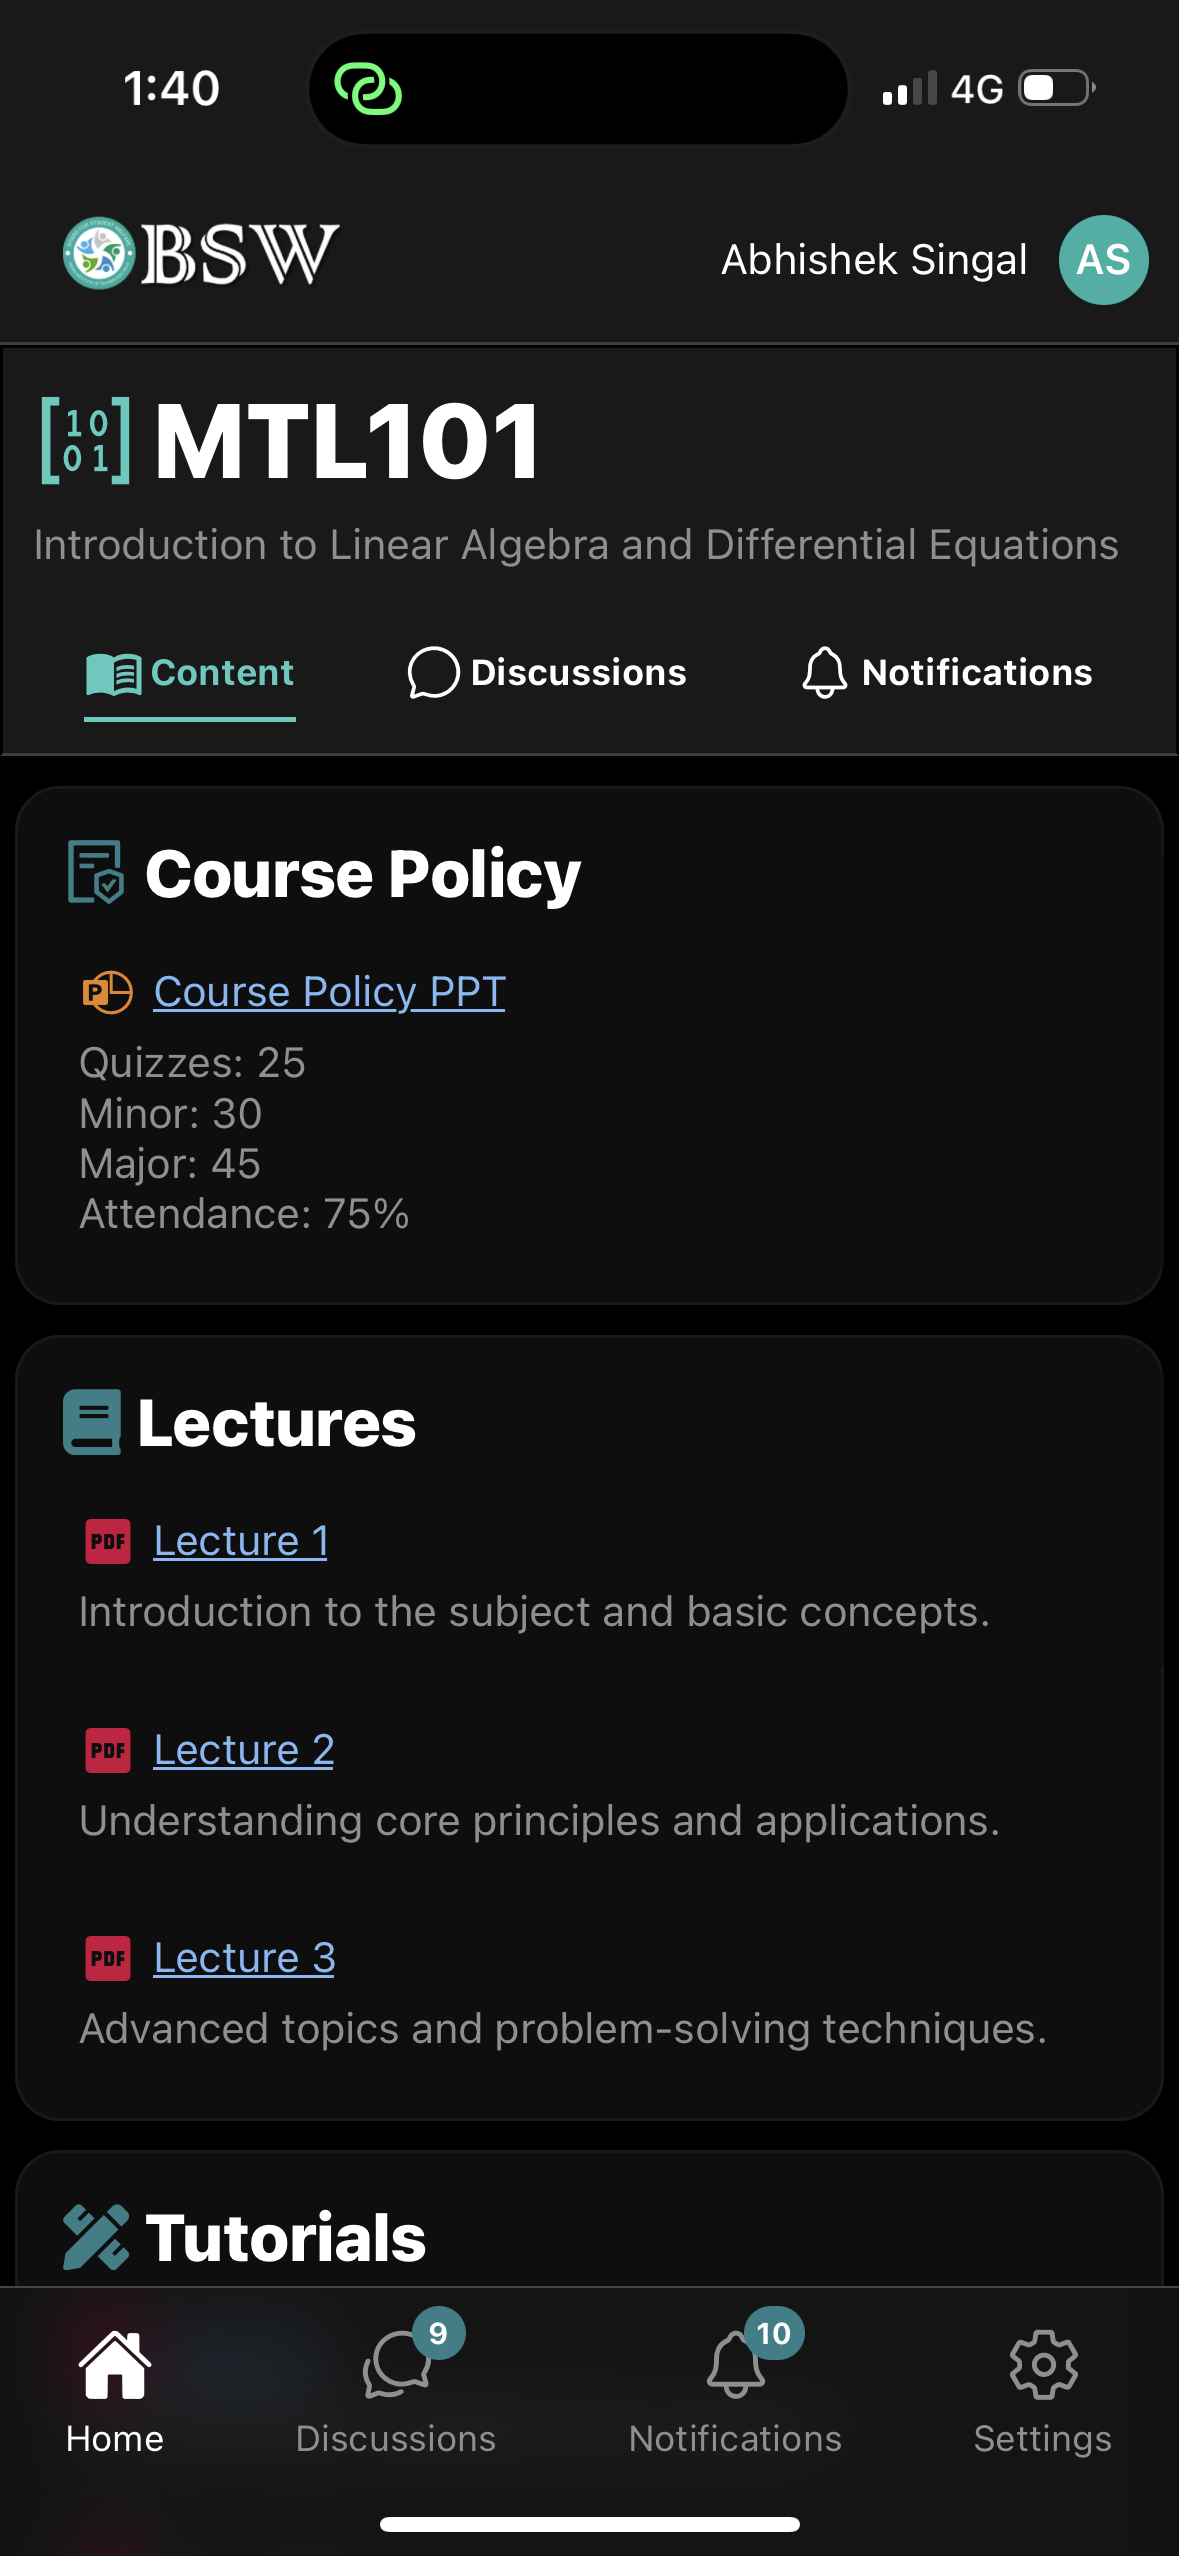 1:40
4G
BSW
Abhishek Singal
AS
10
01
MTL101
Introduction to Linear Algebra and Differential Equations
Content
Discussions
Notifications
Course Policy
P
Course Policy PPT
Quizzes: 25
Minor: 30
Major: 45
Attendance: 75%
Lectures
PDF
Lecture 1
Introduction to the subject and basic concepts.
PDF
Lecture 2
Understanding core principles and applications.
PDF
Lecture 3
Advanced topics and problem-solving techniques.
Tutorials
Home
9
Discussions
10
Notifications
Settings